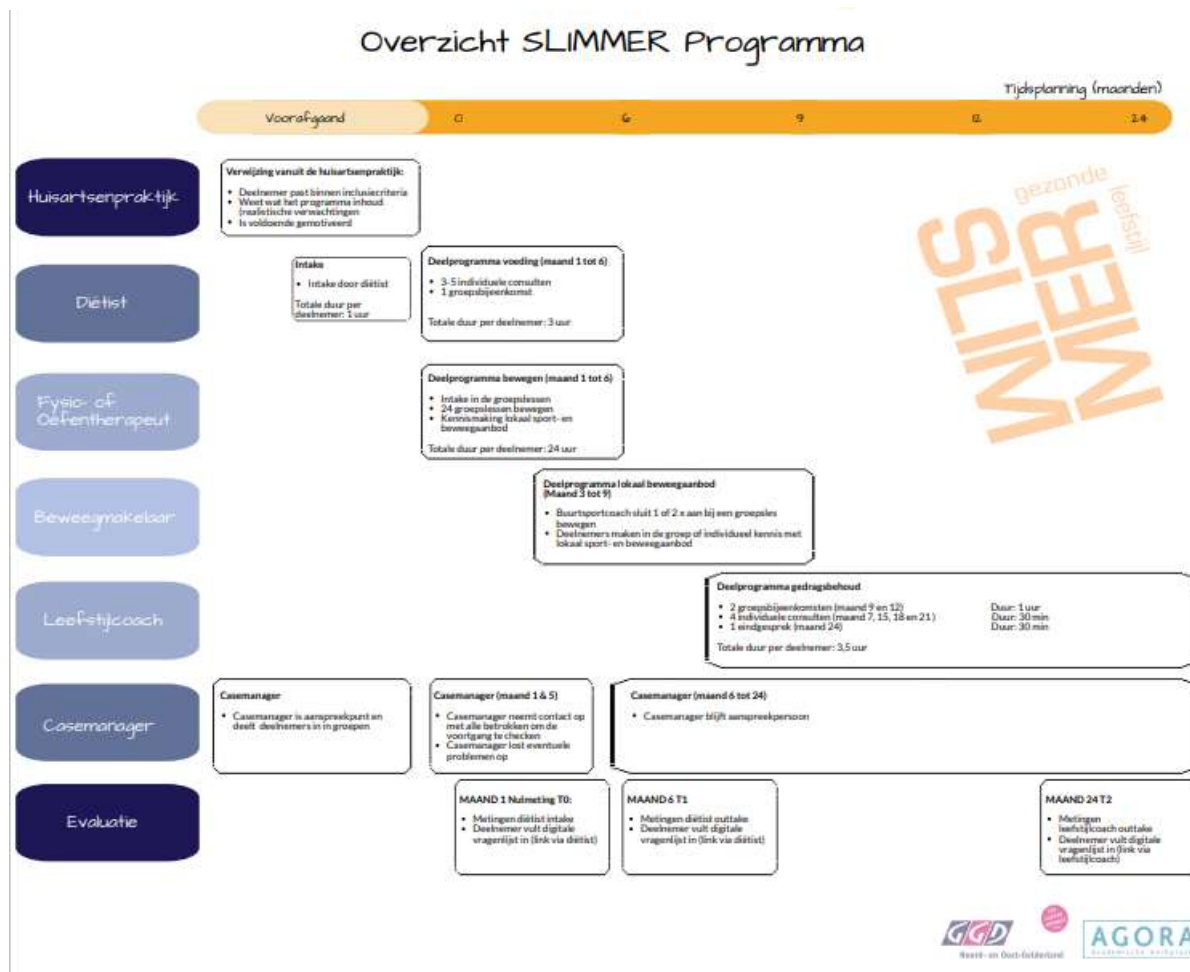 Overzicht SLIMMER Programma
Tijdsplanning (maanden)
Voorafgaand 0 6 9 12 24
Huisartsenpraktijk
Verwijzing vanuit de huisartsenpraktijk:
• Deelnemer past binnen inclusiecriteria
• Weet wat het programma inhoud
(realistische verwachtingen
• Is voldoende gemotiveerd
gezonde
leefstijl
SLIM
MER
Diëtist
Intake
• Intake door diëtist
Totale duur per
deelnemer: 1 uur
Deelprogramma voeding (maand 1 tot 6)
• 3-5 individuele consulten
• 1 groepsbijeenkomst
Totale duur per deelnemer: 3 uur
Fysio- of
Oefentherapeut
Deelprogramma bewegen (maand 1 tot 6)
• Intake in de groepslessen
• 24 groepslessen bewegen
• Kennismaking lokaal sport- en
beweegaanbod
Totale duur per deelnemer: 24 uur
Beweegmakelaar
Deelprogramma lokaal beweegaanbod
(Maand 3 tot 9)
• Buurtsportcoach sluit 1 of 2 x aan bij een groepsles
bewegen
• Deelnemers maken in de groep of individueel kennis met
lokaal sport- en beweegaanbod
Leefstijlcoach
Deelprogramma gedragsbehoud
• 2 groepsbijeenkomsten (maand 9 en 12) Duur: 1 uur
• 4 individuele consulten (maand 7, 15, 18 en 21 ) Duur: 30 min
• 1 eindgesprek (maand 24) Duur: 30 min
Totale duur per deelnemer: 3,5 uur
Casemanager
Casemanager
• Casemanager is aanspreekpunt en
deelt deelnemers in in groepen
Casemanager (maand 1 & 5)
• Casemanager neemt contact op
met alle betrokken om de
voortgang te checken
• Casemanager lost eventuele
problemen op
Casemanager (maand 6 tot 24)
• Casemanager blijft aanspreekpersoon
Evaluatie
MAAND 1 Nulmeting T0:
• Metingen diëtist intake
• Deelnemer vult digitale
vragenlijst in (link via diëtist)
MAAND 6 T1
• Metingen diëtist outtake
• Deelnemer vult digitale
vragenlijst in (link via diëtist)
MAAND 24 T2
• Metingen
leefstijlcoach outtake
• Deelnemer vult digitale
vragenlijst in (link via
leefstijlcoach)
GGD
Noord- en Oost-Gelderland
AGORA